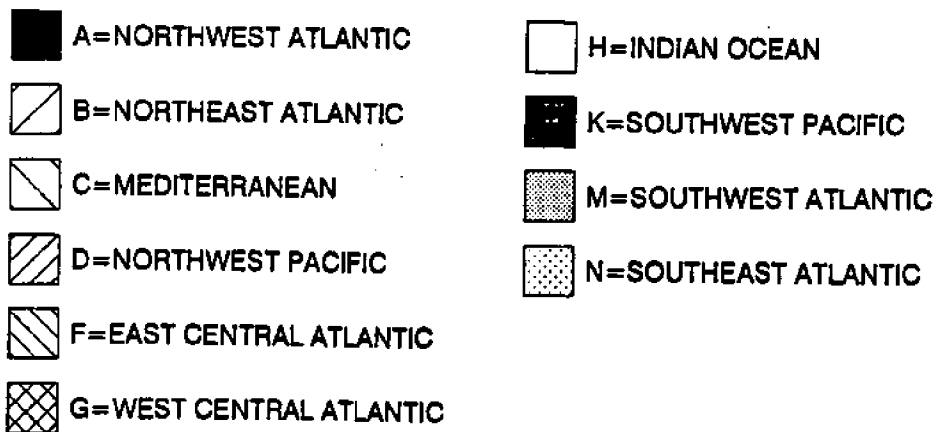 A=NORTHWEST ATLANTIC
B=NORTHEAST ATLANTIC
C=MEDITERRANEAN
D=NORTHWEST PACIFIC
F=EAST CENTRAL ATLANTIC
G=WEST CENTRAL ATLANTIC
H=INDIAN OCEAN
K=SOUTHWEST PACIFIC
M=SOUTHWEST ATLANTIC
N=SOUTHEAST ATLANTIC